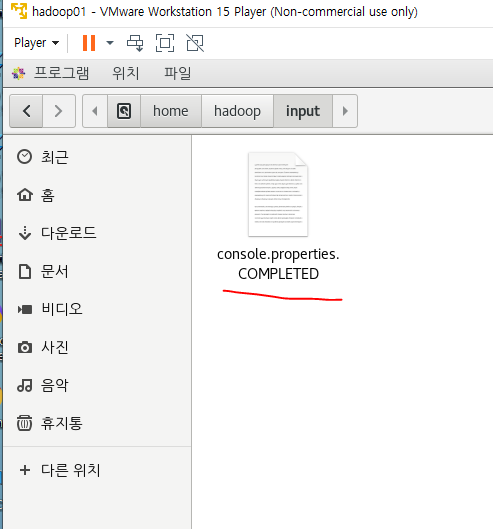 hadoop01 - VMware Workstation 15 Player (Non-commercial use only)
Player
프로그램 위치 파일
home hadoop input
최근
홈
다운로드
문서
비디오
사진
음악
휴지통
다른 위치
console.properties.
COMPLETED